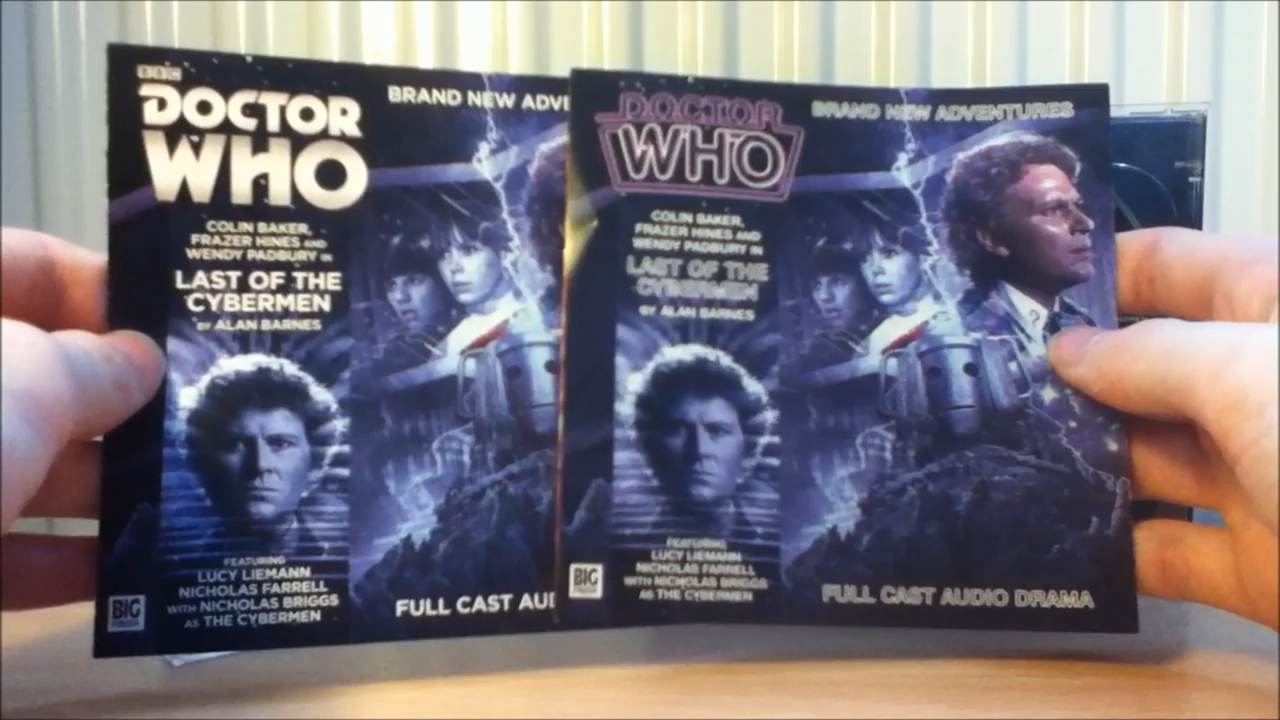 BBC
DOCTOR
WHO
BRAND NEW ADVE
COLIN BAKER,
FRAZER HINES AND
WENDY PADBURY IN
LAST OF THE
CYBERMEN
BY ALAN BARNES
FEATURING
LUCY LIEMANN
NICHOLAS FARRELL
WITH NICHOLAS BRIGGS
AS THE CYBERMEN
BIG
FULL CAST AUD
DOCTOR
WHO
BRAND NEW ADVENTURES
COLIN BAKER,
FRAZER HINES AND
WENDY PADBURY IN
LAST OF THE
CYBERMEN
BY ALAN BARNES
FEATURING
LUCY LIEMANN
NICHOLAS FARRELL
WITH NICHOLAS BRIGGS
AS THE CYBERMEN
BIG
FULL CAST AUDIO DRAMA